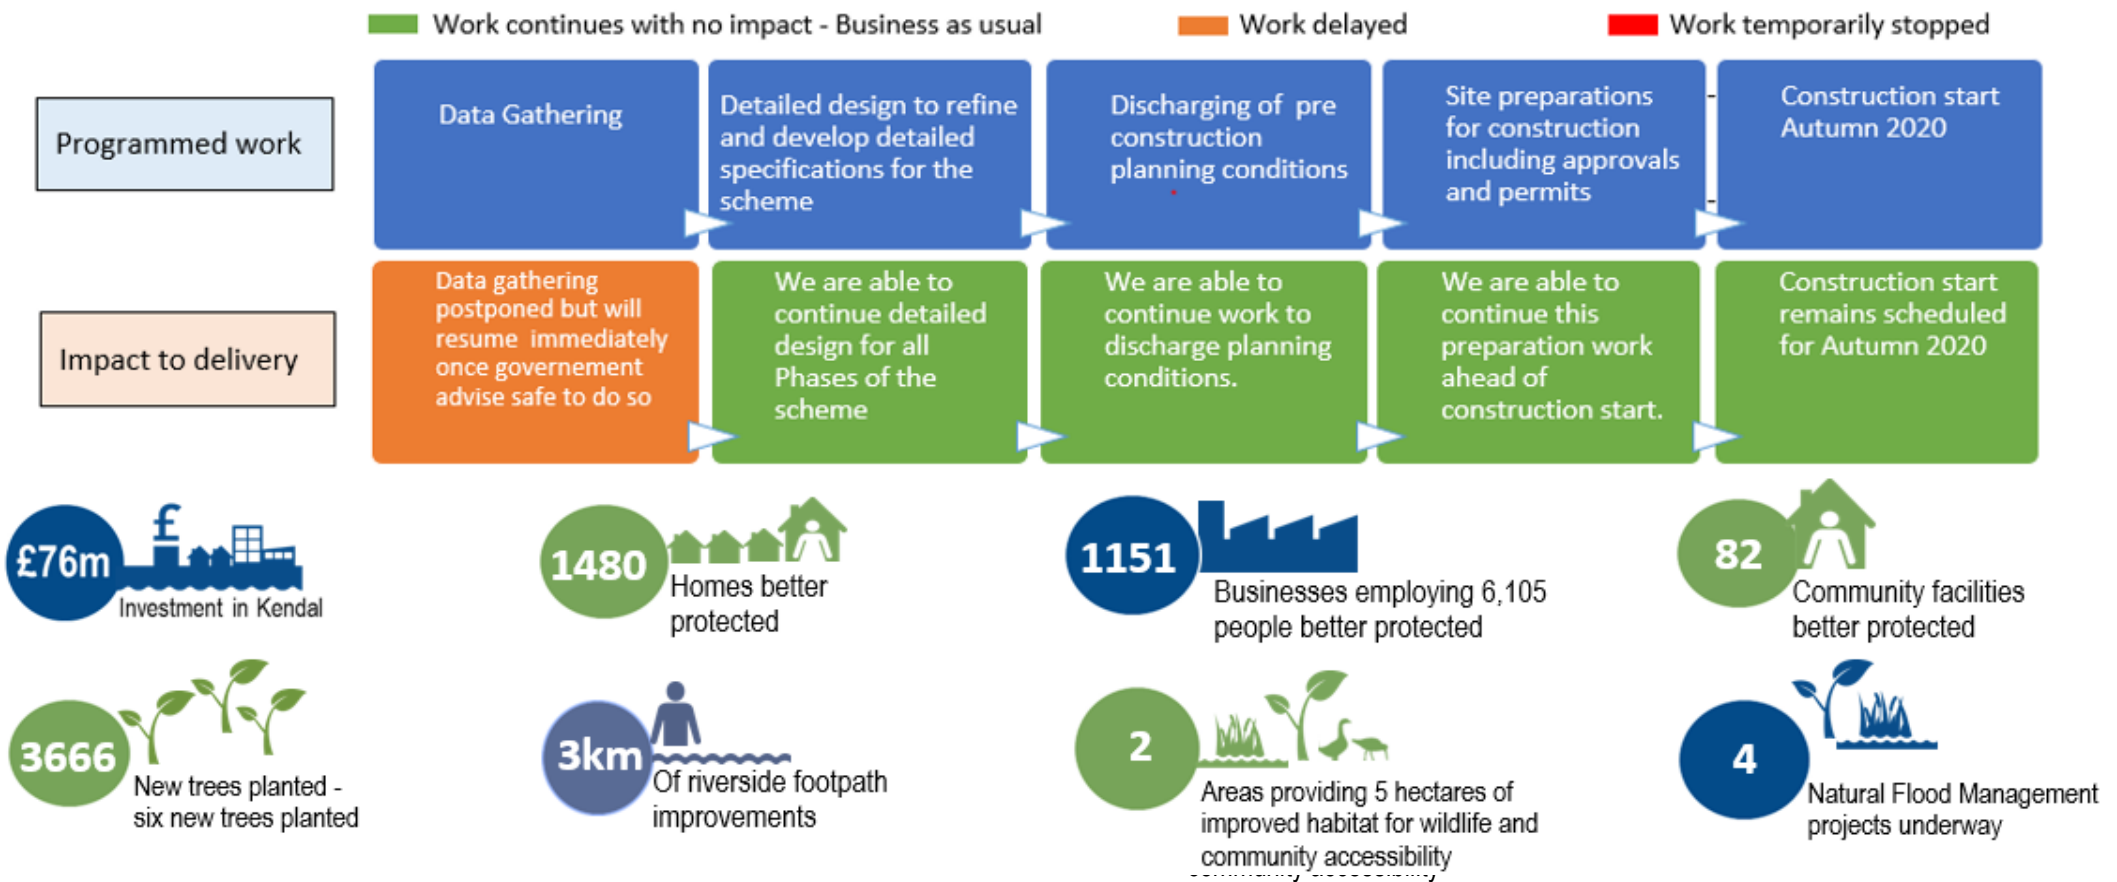 Work continues with no impact - Business as usual
Work delayed
Work temporarily stopped
Programmed work
Data Gathering
Detailed design to refine
and develop detailed
specifications for the
scheme
Discharging of pre
construction
planning conditions
Site preparations
for construction
including approvals
and permits
Construction start
Autumn 2020
Impact to delivery
Data gathering
postponed but will
resume immediately
once governement
advise safe to do so
We are able to
continue detailed
design for all
Phases of the
scheme
We are able to
continue work to
discharge planning
conditions.
We are able to
continue this
preparation work
ahead of
construction start.
Construction start
remains scheduled
for Autumn 2020
£76m
£
Investment in Kendal
1480
Homes better
protected
1151
Businesses employing 6,105
people better protected
82
Community facilities
better protected
3666
New trees planted -
six new trees planted
3km
Of riverside footpath
improvements
2
Areas providing 5 hectares of
improved habitat for wildlife and
community accessibility
4
Natural Flood Management
projects underway